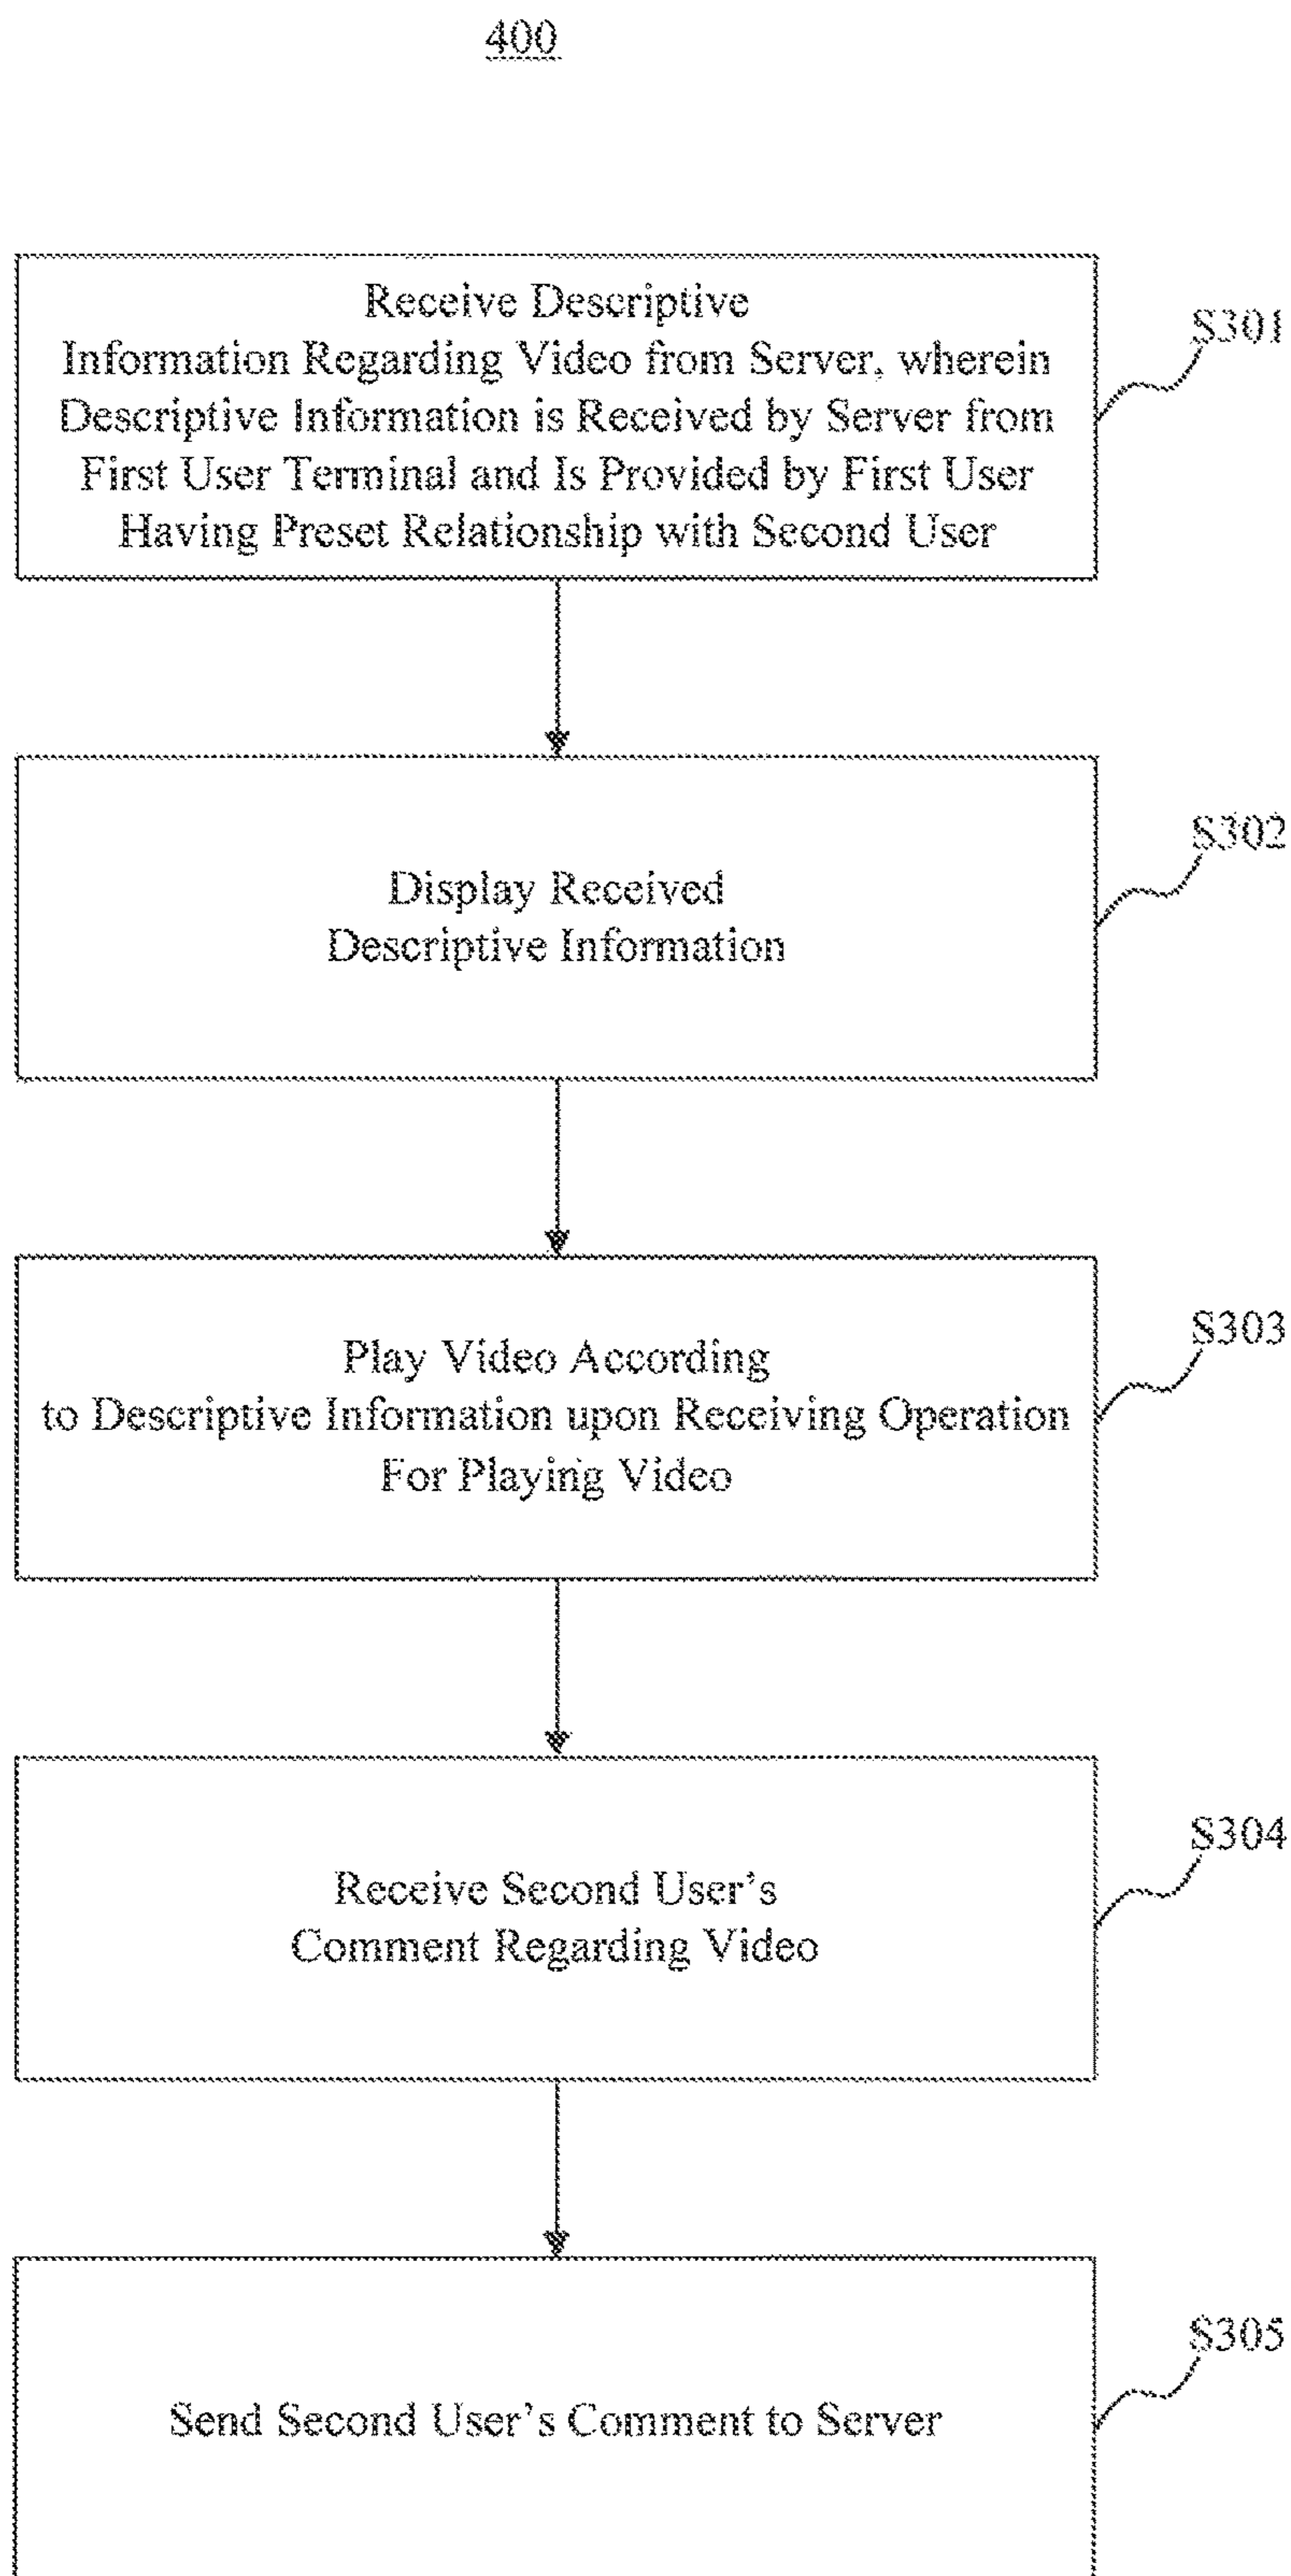 400
Receive Descriptive
Information Regarding Video from Server, wherein
Descriptive Information is Received by Server from
First User Terminal and Is Provided by First User
Having Preset Relationship with Second User
S301
Display Received
Descriptive Information
S302
Play Video According
to Descriptive Information upon Receiving Operation
For Playing Video
S303
Receive Second User's
Comment Regarding Video
S304
Send Second User's Comment to Server
S305